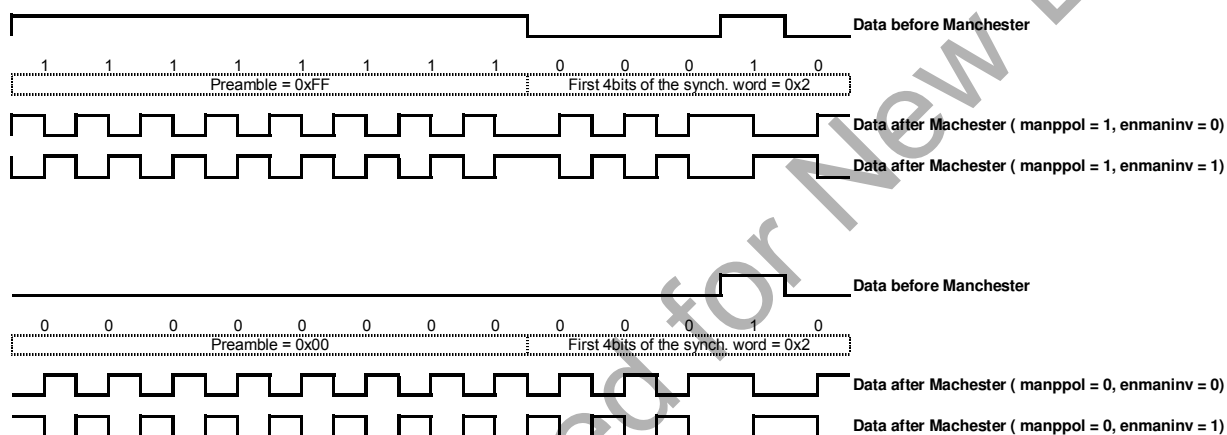 Data before Manchester
1 1 1 1 1 1 1 1 0 0 0 1 0
Preamble = 0xFF First 4bits of the synch. word = 0x2
Data after Machester ( manppol = 1, enmaninv = 0)
Data after Machester ( manppol = 1, enmaninv = 1)
Data before Manchester
0 0 0 0 0 0 0 0 0 0 0 1 0
Preamble = 0x00 First 4bits of the synch. word = 0x2
Data after Machester ( manppol = 0, enmaninv = 0)
Data after Machester ( manppol = 0, enmaninv = 1)
for New